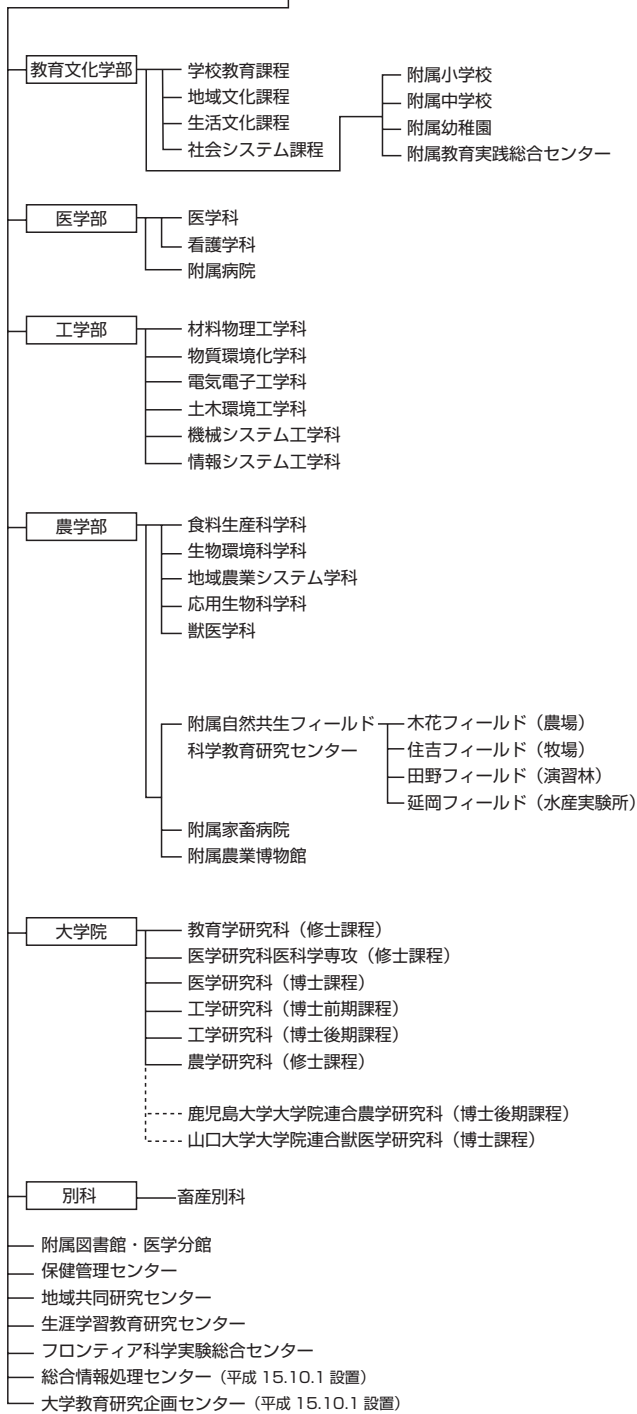 教育文化学部
学校教育課程
地域文化課程
生活文化課程
社会システム課程
附属小学校
附属中学校
附属幼稚園
附属教育実践総合センター
医学部
医学科
看護学科
附属病院
工学部
材料物理工学科
物質環境化学科
電気電子工学科
土木環境工学科
機械システム工学科
情報システム工学科
農学部
食料生産科学科
生物環境科学科
地域農業システム学科
応用生物科学科
獣医学科
附属自然共生フィールド
科学教育研究センター
木花フィールド（農場）
住吉フィールド（牧場）
田野フィールド（演習林）
延岡フィールド（水産実験所）
附属家畜病院
附属農業博物館
大学院
教育学研究科（修士課程）
医学研究科医科学専攻（修士課程）
医学研究科（博士課程）
工学研究科（博士前期課程）
工学研究科（博士後期課程）
農学研究科（修士課程）
鹿児島大学大学院連合農学研究科（博士後期課程）
山口大学大学院連合獣医学研究科（博士課程）
別科
畜産別科
附属図書館・医学分館
保健管理センター
地域共同研究センター
生涯学習教育研究センター
フロンティア科学実験総合センター
総合情報処理センター（平成 15.10.1 設置）
大学教育研究企画センター（平成 15.10.1 設置）